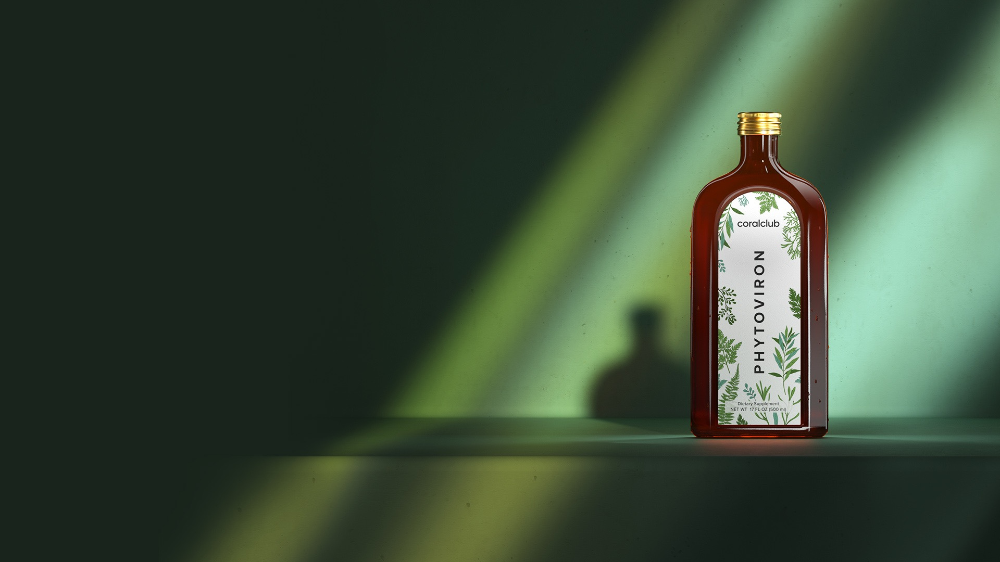 coralclub
PHYTOVIRON
Dietary Supplement
NET WT 17 FL OZ (500 ml)